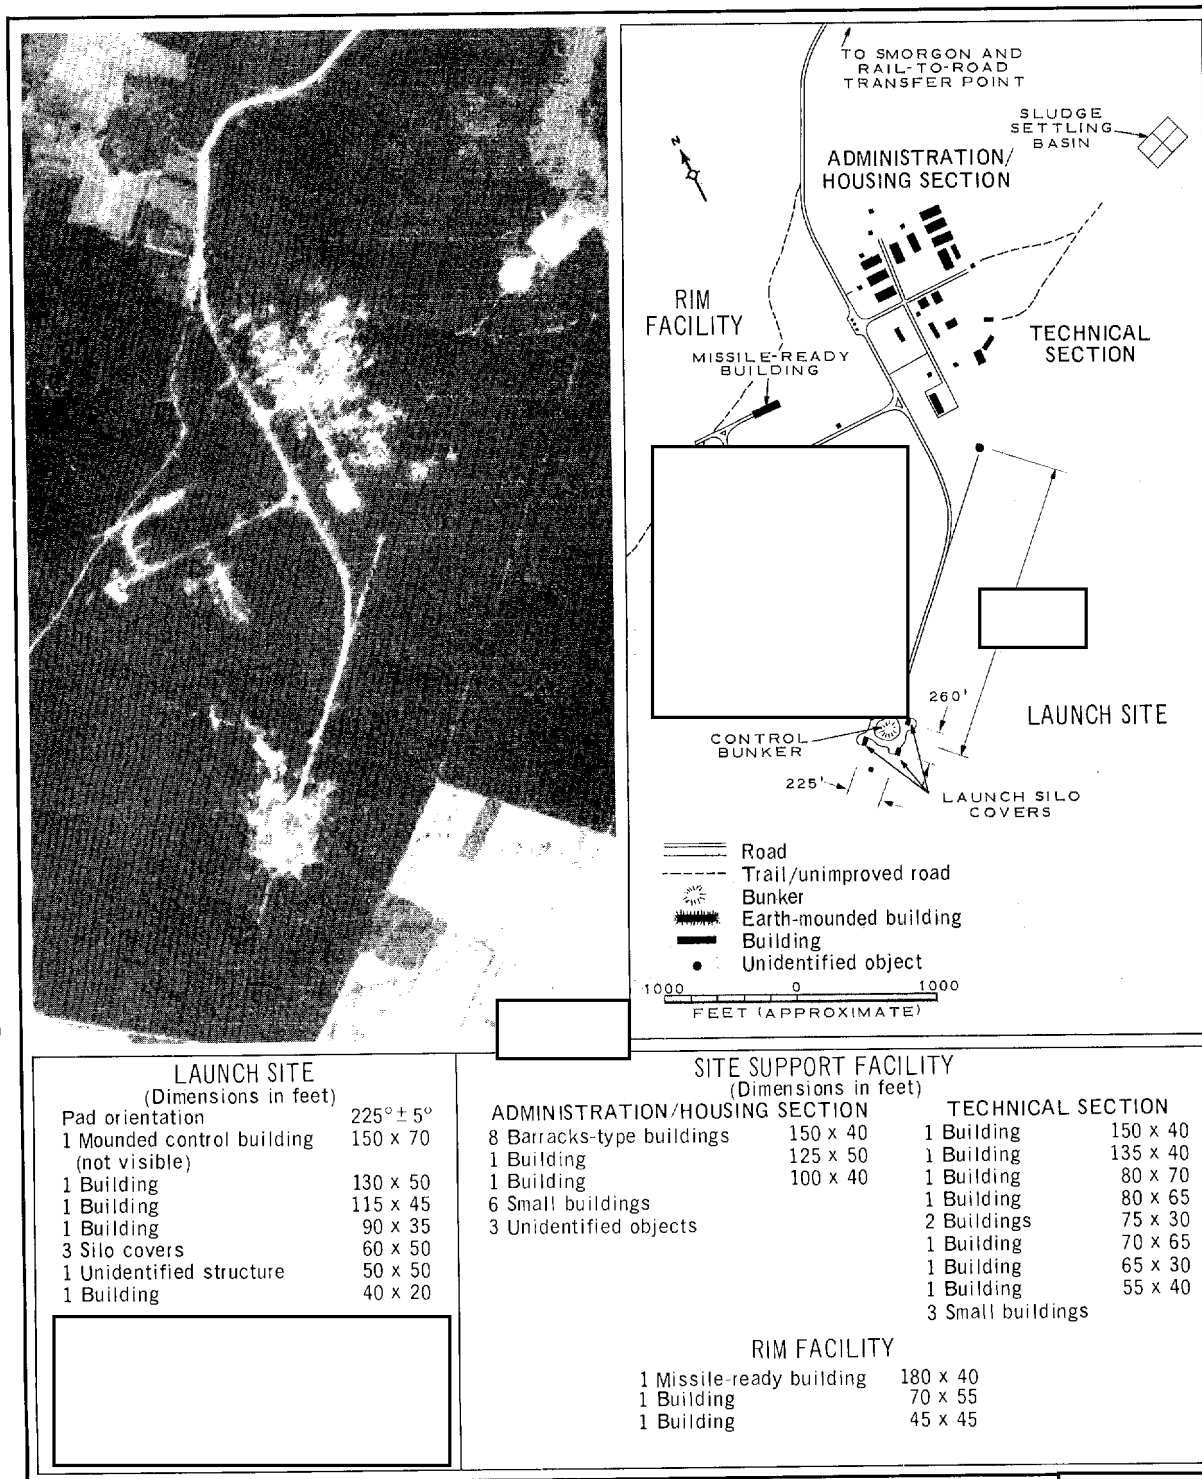 TO SMORGON AND
RAIL-TO-ROAD
TRANSFER POINT
SLUDGE
SETTLING
BASIN
N
ADMINISTRATION/
HOUSING SECTION
RIM
FACILITY
MISSILE-READY
BUILDING
TECHNICAL
SECTION
260'
LAUNCH SITE
CONTROL
BUNKER
225'
LAUNCH SILO
COVERS
Road
Trail/unimproved road
Bunker
Earth-mounded building
Building
Unidentified object
1000 0 1000
FEET (APPROXIMATE)
LAUNCH SITE
(Dimensions in feet)
Pad orientation 225° ± 5°
1 Mounded control building 150 x 70
(not visible)
1 Building 130 x 50
1 Building 115 x 45
1 Building 90 x 35
3 Silo covers 60 x 50
1 Unidentified structure 50 x 50
1 Building 40 x 20
SITE SUPPORT FACILITY
(Dimensions in feet)
ADMINISTRATION/HOUSING SECTION
8 Barracks-type buildings 150 x 40
1 Building 125 x 50
1 Building 100 x 40
6 Small buildings
3 Unidentified objects
TECHNICAL SECTION
1 Building 150 x 40
1 Building 135 x 40
1 Building 80 x 70
1 Building 80 x 65
2 Buildings 75 x 30
1 Building 70 x 65
1 Building 65 x 30
1 Building 55 x 40
3 Small buildings
RIM FACILITY
1 Missile-ready building 180 x 40
1 Building 70 x 55
1 Building 45 x 45